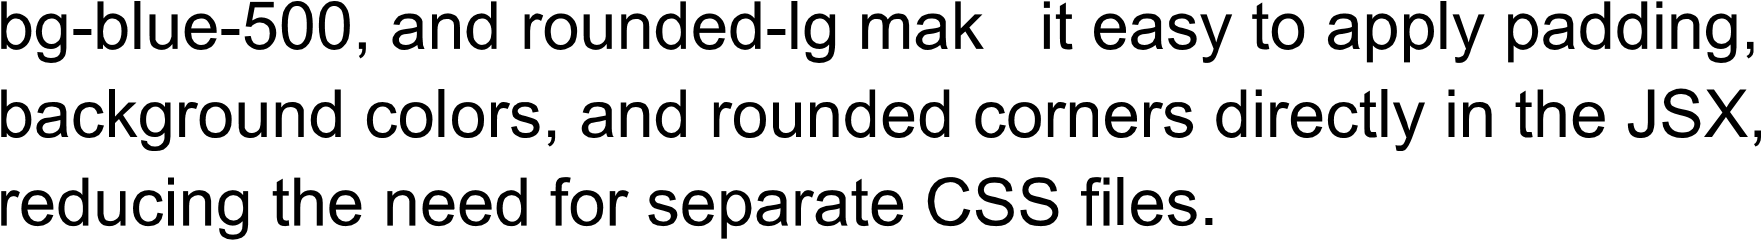 bg-blue-500, and rounded-lg mak it easy to apply padding,
background colors, and rounded corners directly in the JSX,
reducing the need for separate CSS files.